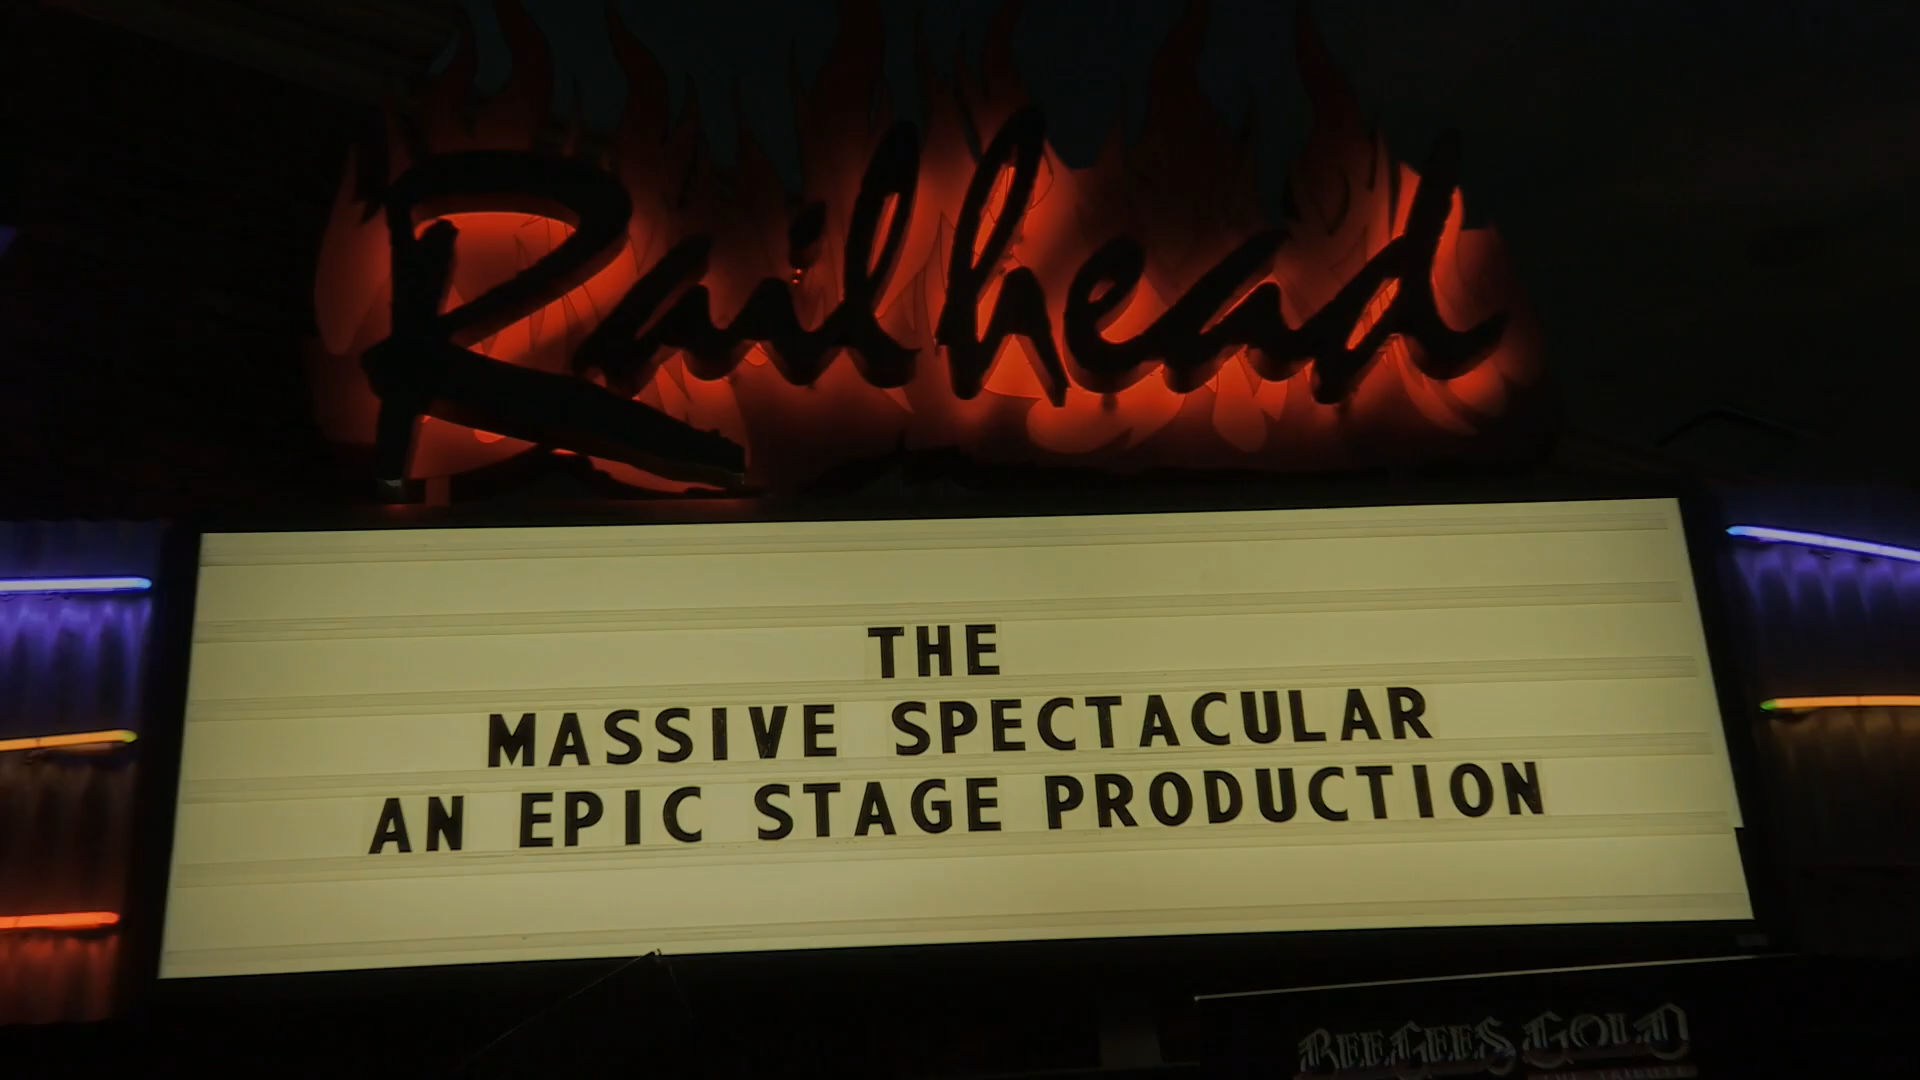 Railhead
THE
MASSIVE SPECTACULAR
AN EPIC STAGE PRODUCTION
BEE GEES GOLD